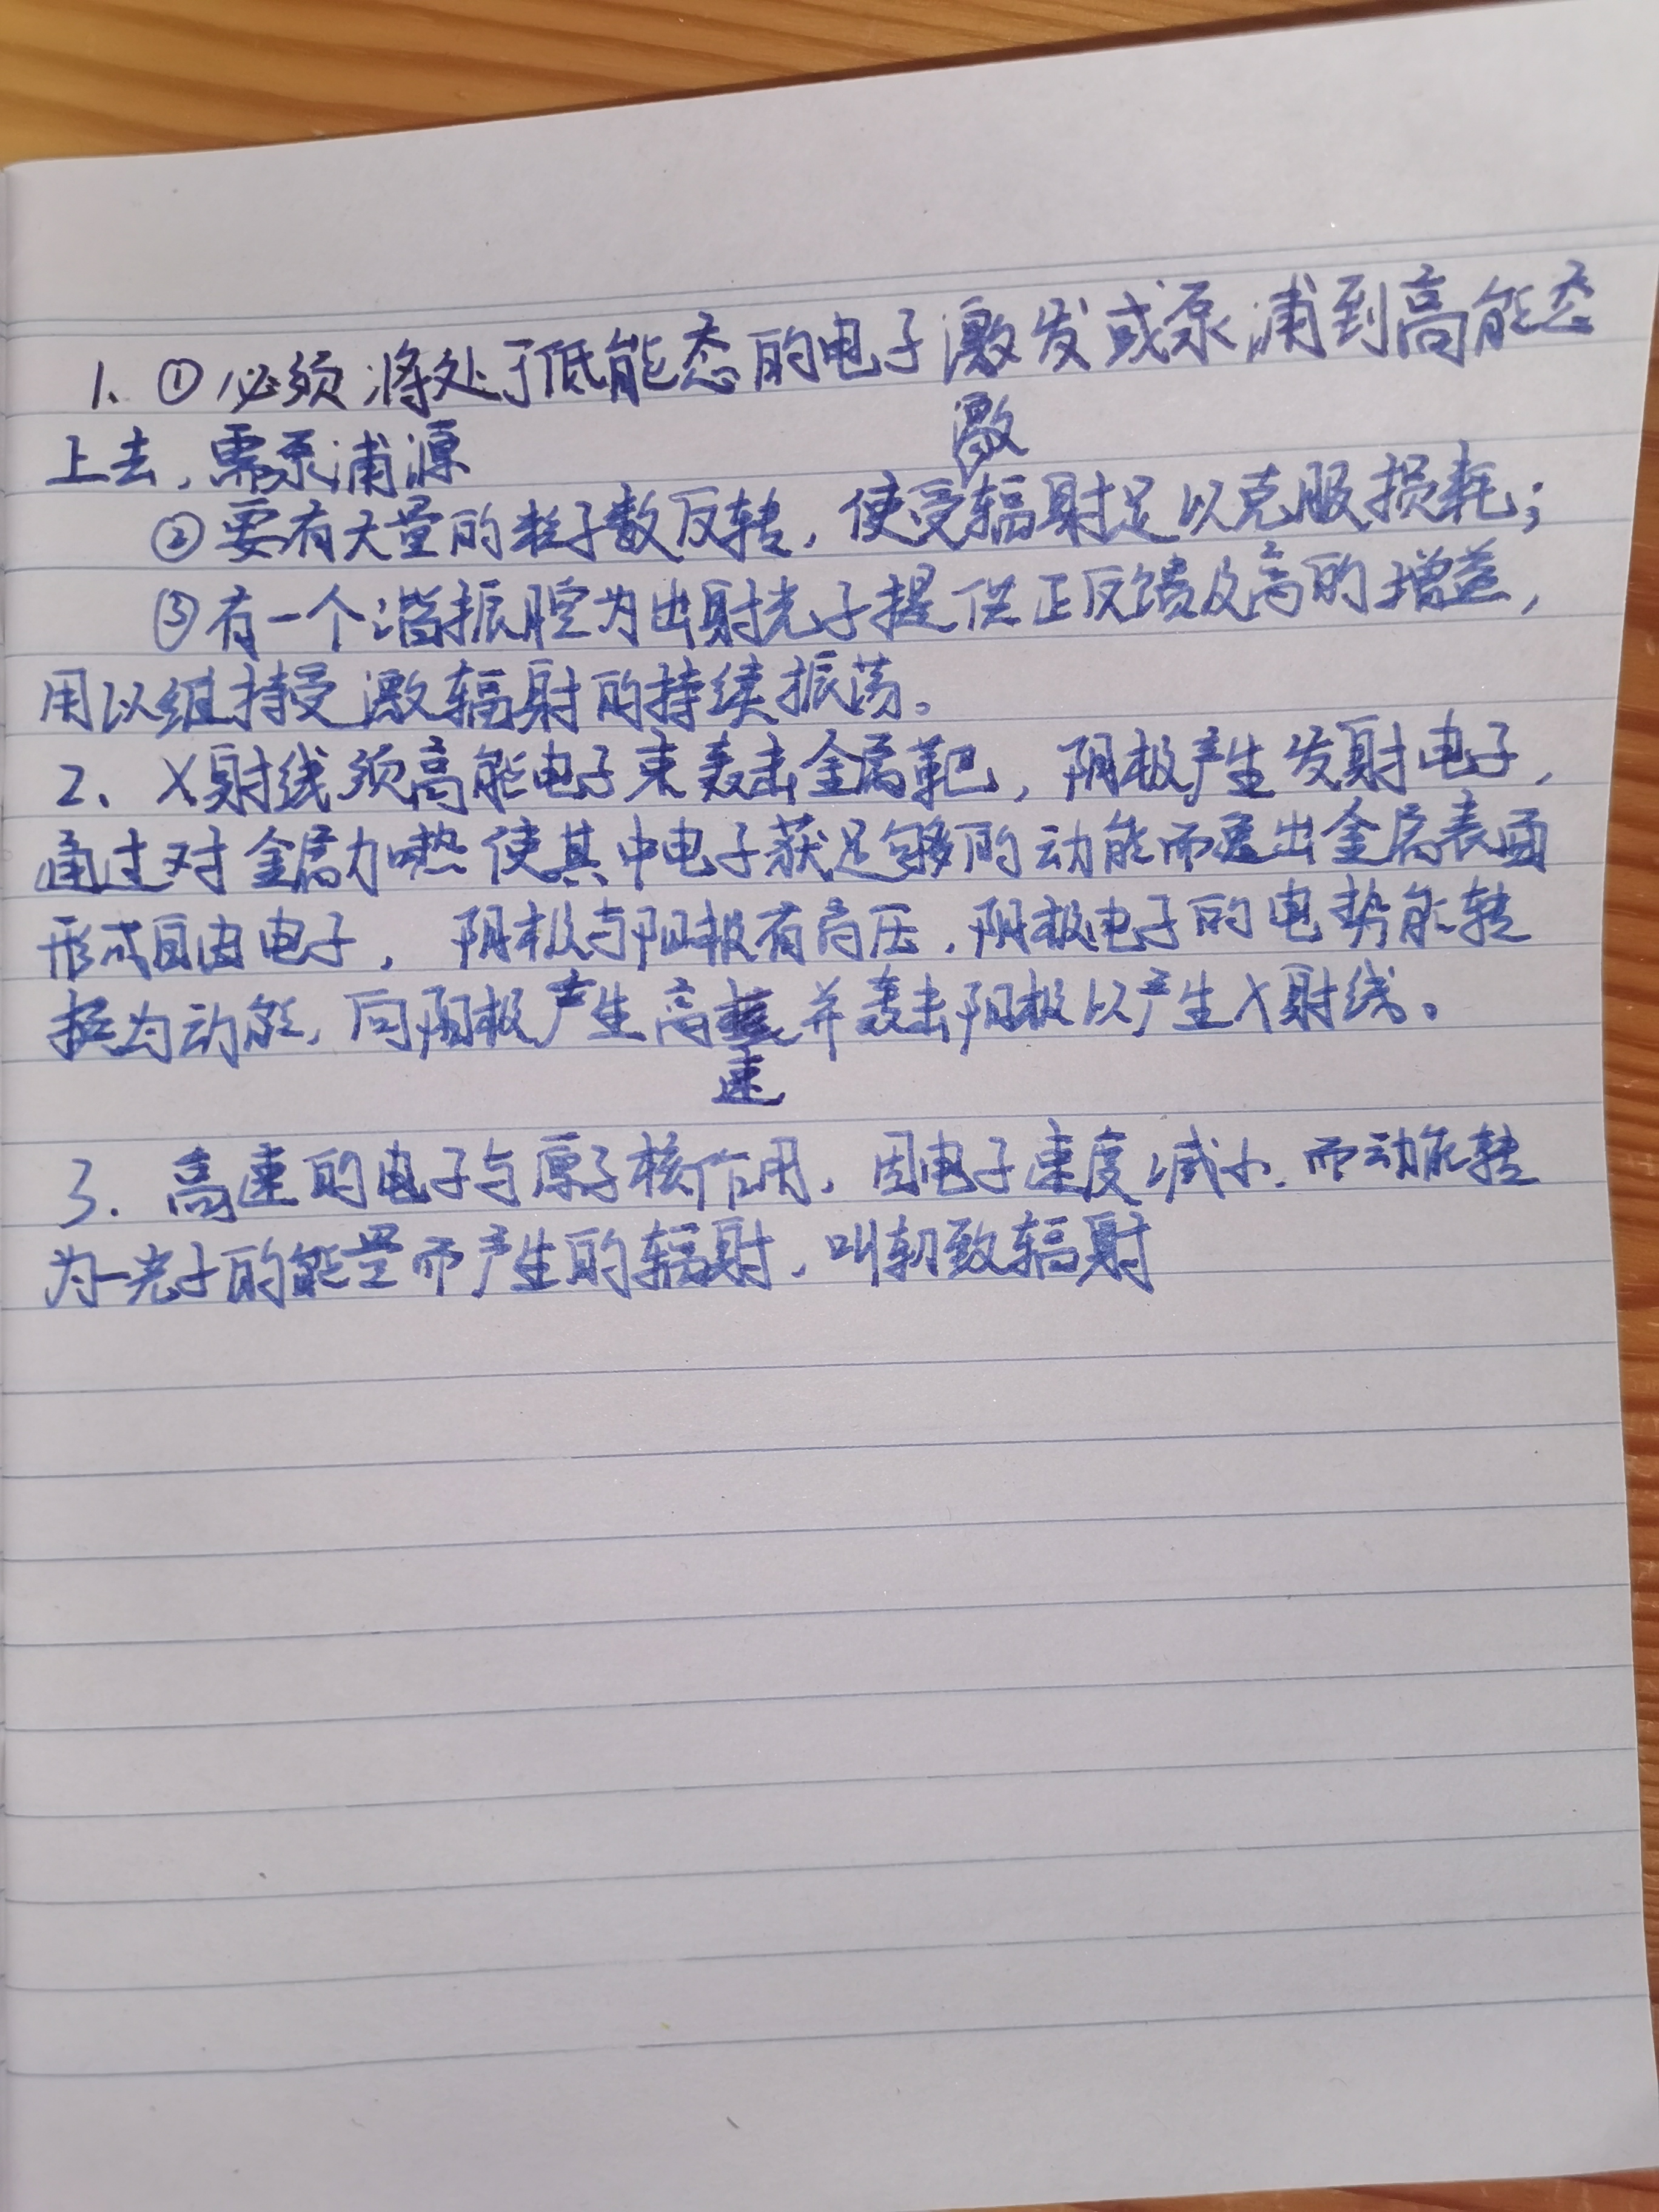 1、①必须将处于低能态的电子激发或泵浦到高能态
上去，需泵浦源
激
②要有大量的粒子数反转，使受辐射足以克服损耗；
③有一个谐振腔为出射光子提供正反馈及高的增益，
用以维持受激辐射的持续振荡。
2、X射线须高能电子束轰击金属靶，阴极产生发射电子，
通过对金属加热使其中电子获足够的动能而逸出金属表面
形成自由电子，阴极与阳极有高压，阴极电子的电势能转
换为动能，向阳极产生高 并轰击阳极以产生X射线。
速
3．高速的电子与原子核作用，因电子速度减小．而动能转
为一光子的能量而产生的辐射，叫轫致辐射